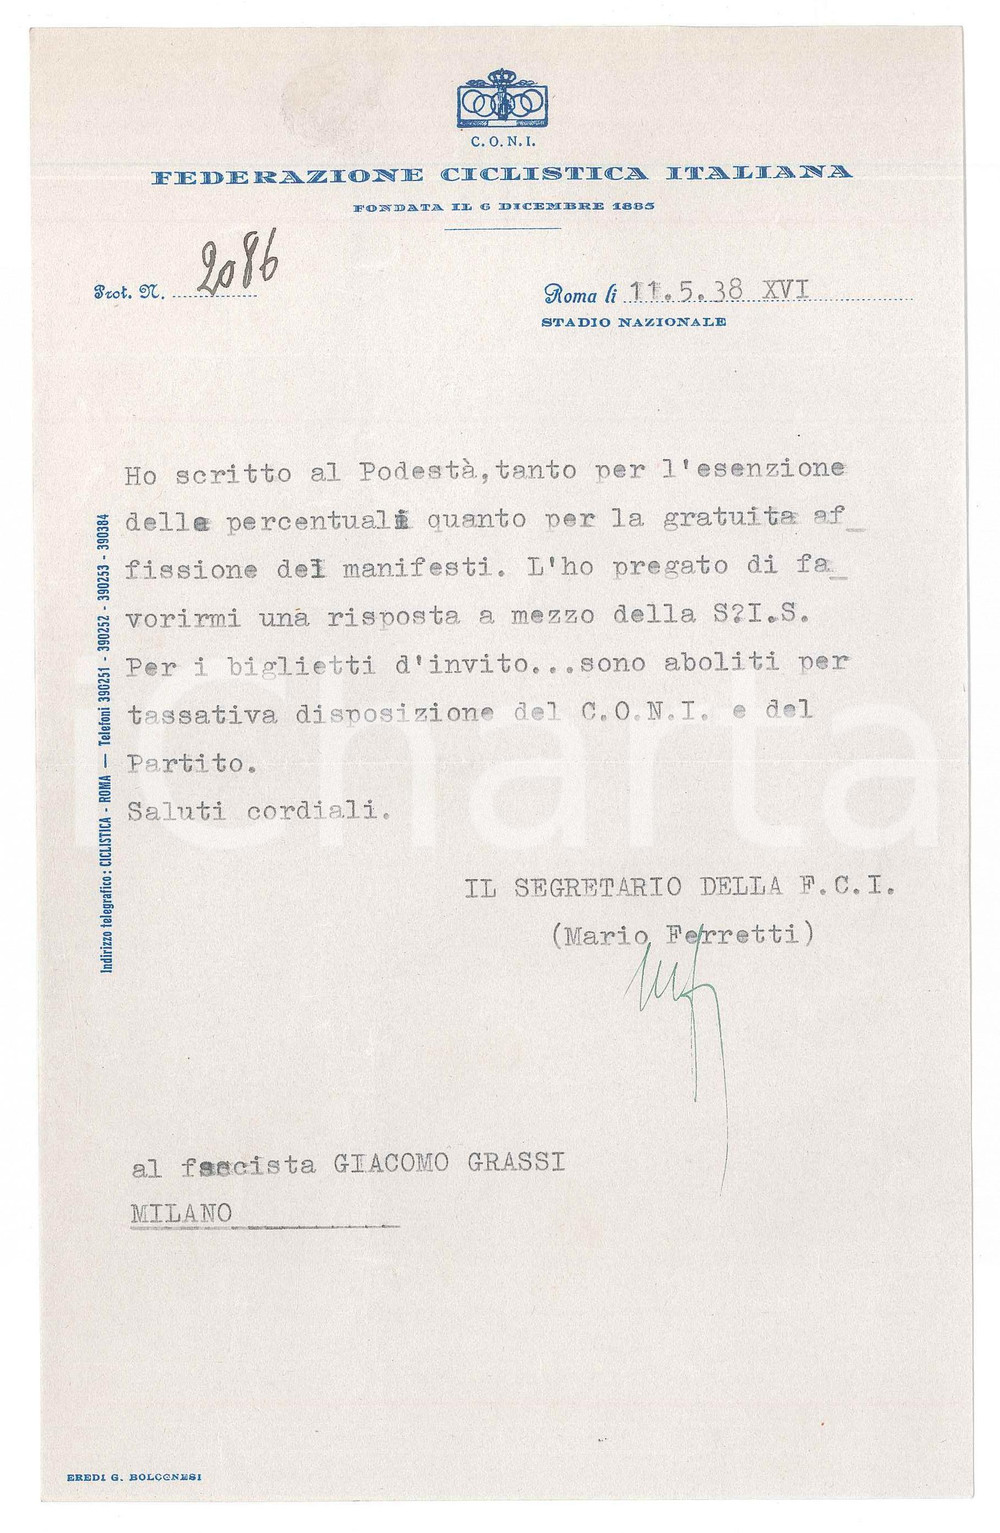 C.O.N.I.
FEDERAZIONE CICLISTICA ITALIANA
FONDATA IL 6 DICEMBRE 1885
Prot. N. 2086
Roma li 11.5.38 XVI
STADIO NAZIONALE
Ho scritto al Podestà,tanto per l'esenzione
delle percentuali quanto per la gratuita af_
fissione dei manifesti. L'ho pregato di fa_
vorirmi una risposta a mezzo della S?I.S.
Per i biglietti d'invito...sono aboliti per
tassativa disposizione del C.O.N.I. e del
Partito.
Saluti cordiali.
IL SEGRETARIO DELLA F.C.I.
(Mario Ferretti)
al fascista GIACOMO GRASSI
MILANO
Indirizzo telegrafico: CICLISTICA - ROMA — Telefoni 390251 - 390252 - 390253 - 390384
EREDI G. BOLOGNESI
iCharta